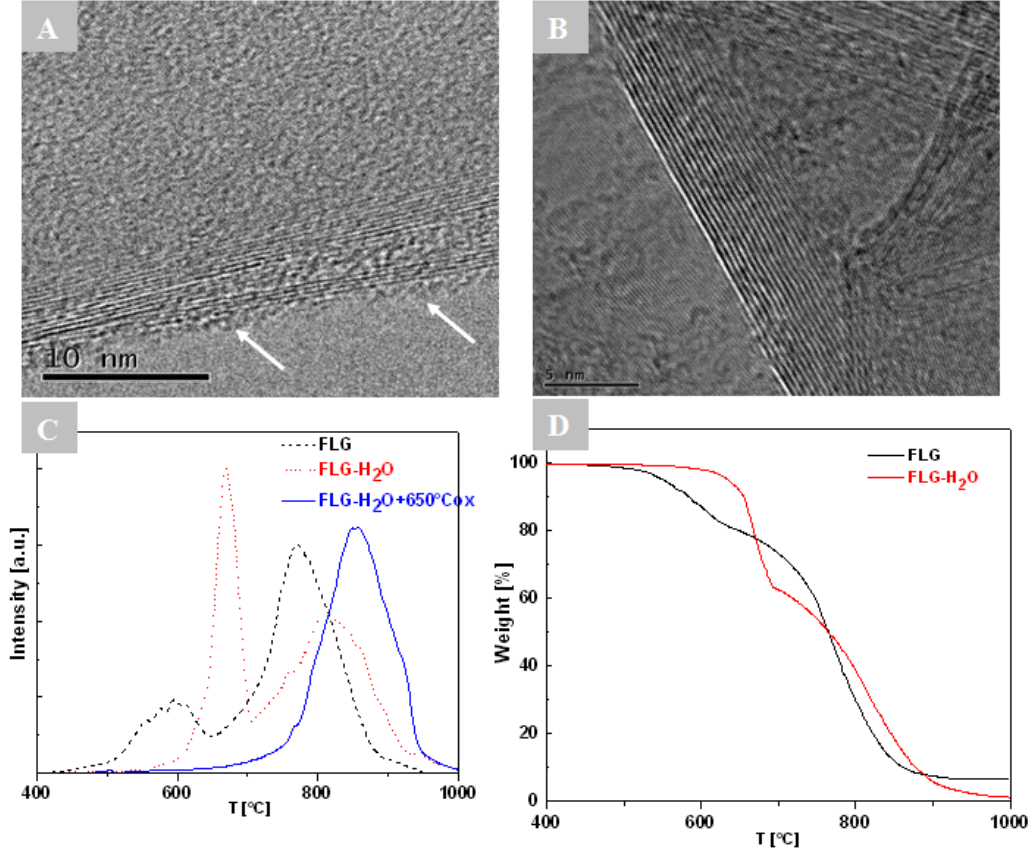 A
10 nm
B
5 nm
C
FLG
FLG-H₂O
FLG-H₂O+650°Cox
Intensity [a.u.]
400
600
800
1000
T [°C]
D
FLG
FLG-H₂O
Weight [%]
100
80
60
40
20
0
400
600
800
1000
T [°C]